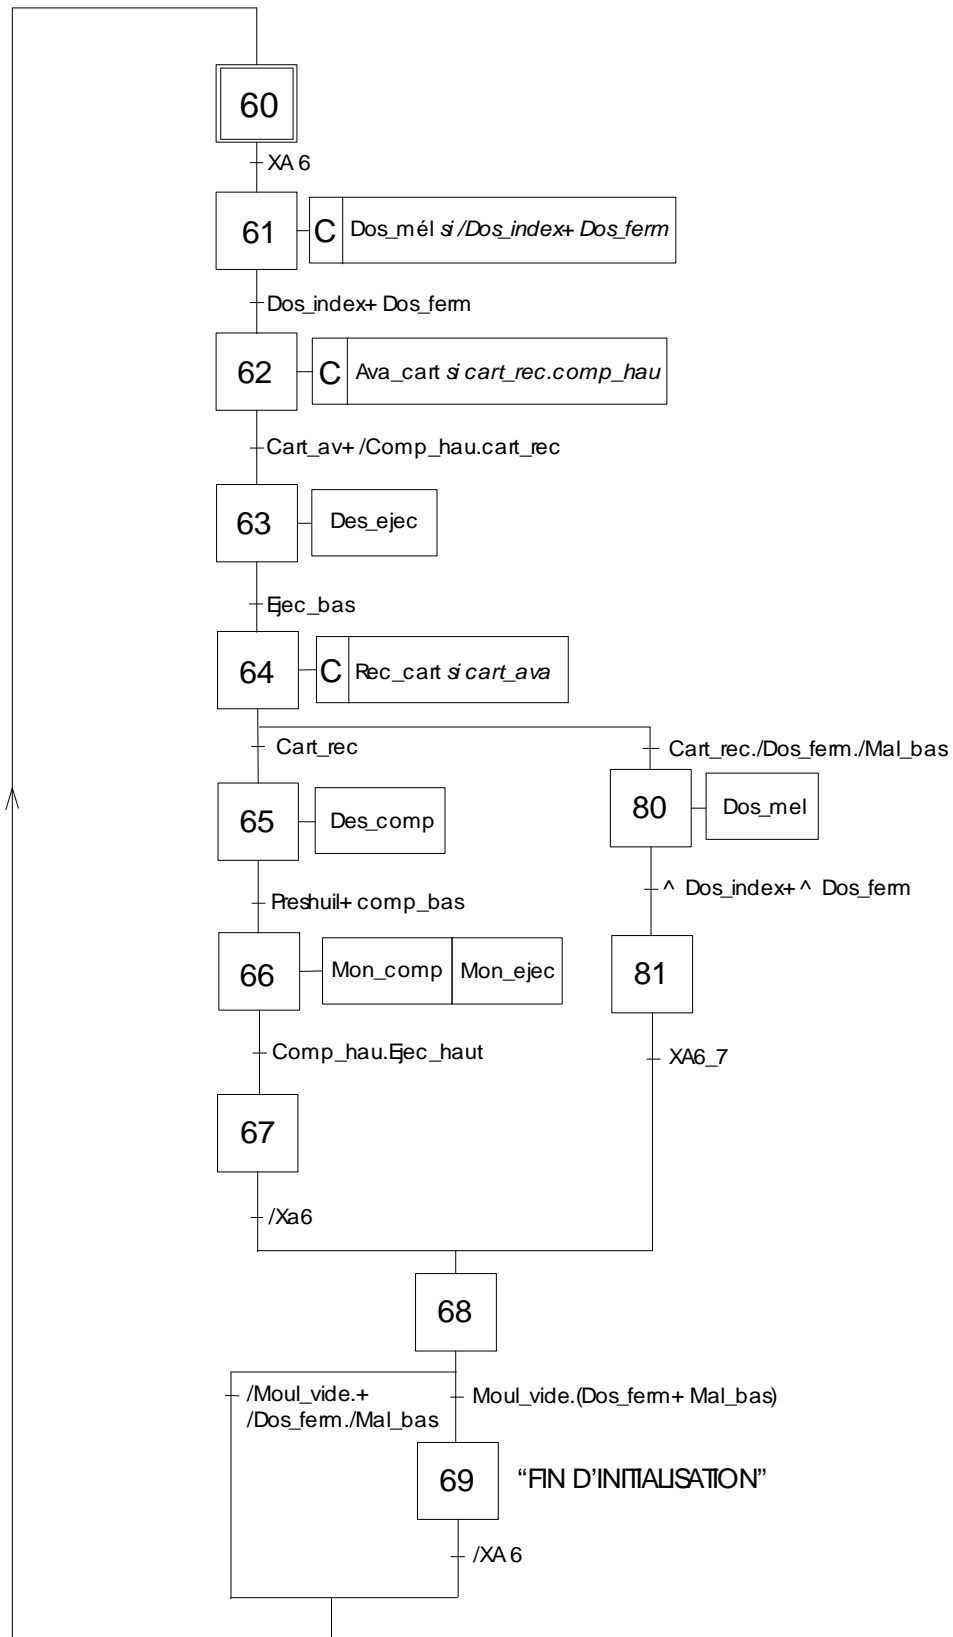 60
XA 6
61
C Dos_mél si /Dos_index+ Dos_ferm
Dos_index+ Dos_ferm
62
C Ava_cart si cart_rec.comp_hau
Cart_av+ /Comp_hau.cart_rec
63
Des_ejec
Ejec_bas
64
C Rec_cart si cart_ava
Cart_rec
Cart_rec./Dos_ferm./Mal_bas
65
Des_comp
80
Dos_mel
Preshuil+ comp_bas
^ Dos_index+ ^ Dos_ferm
66
Mon_comp Mon_ejec
81
Comp_hau.Ejec_haut
XA6_7
67
/Xa6
68
/Moul_vide.+
/Dos_ferm./Mal_bas
Moul_vide.(Dos_ferm+ Mal_bas)
69
“FIN D'INITIALISATION”
/XA 6